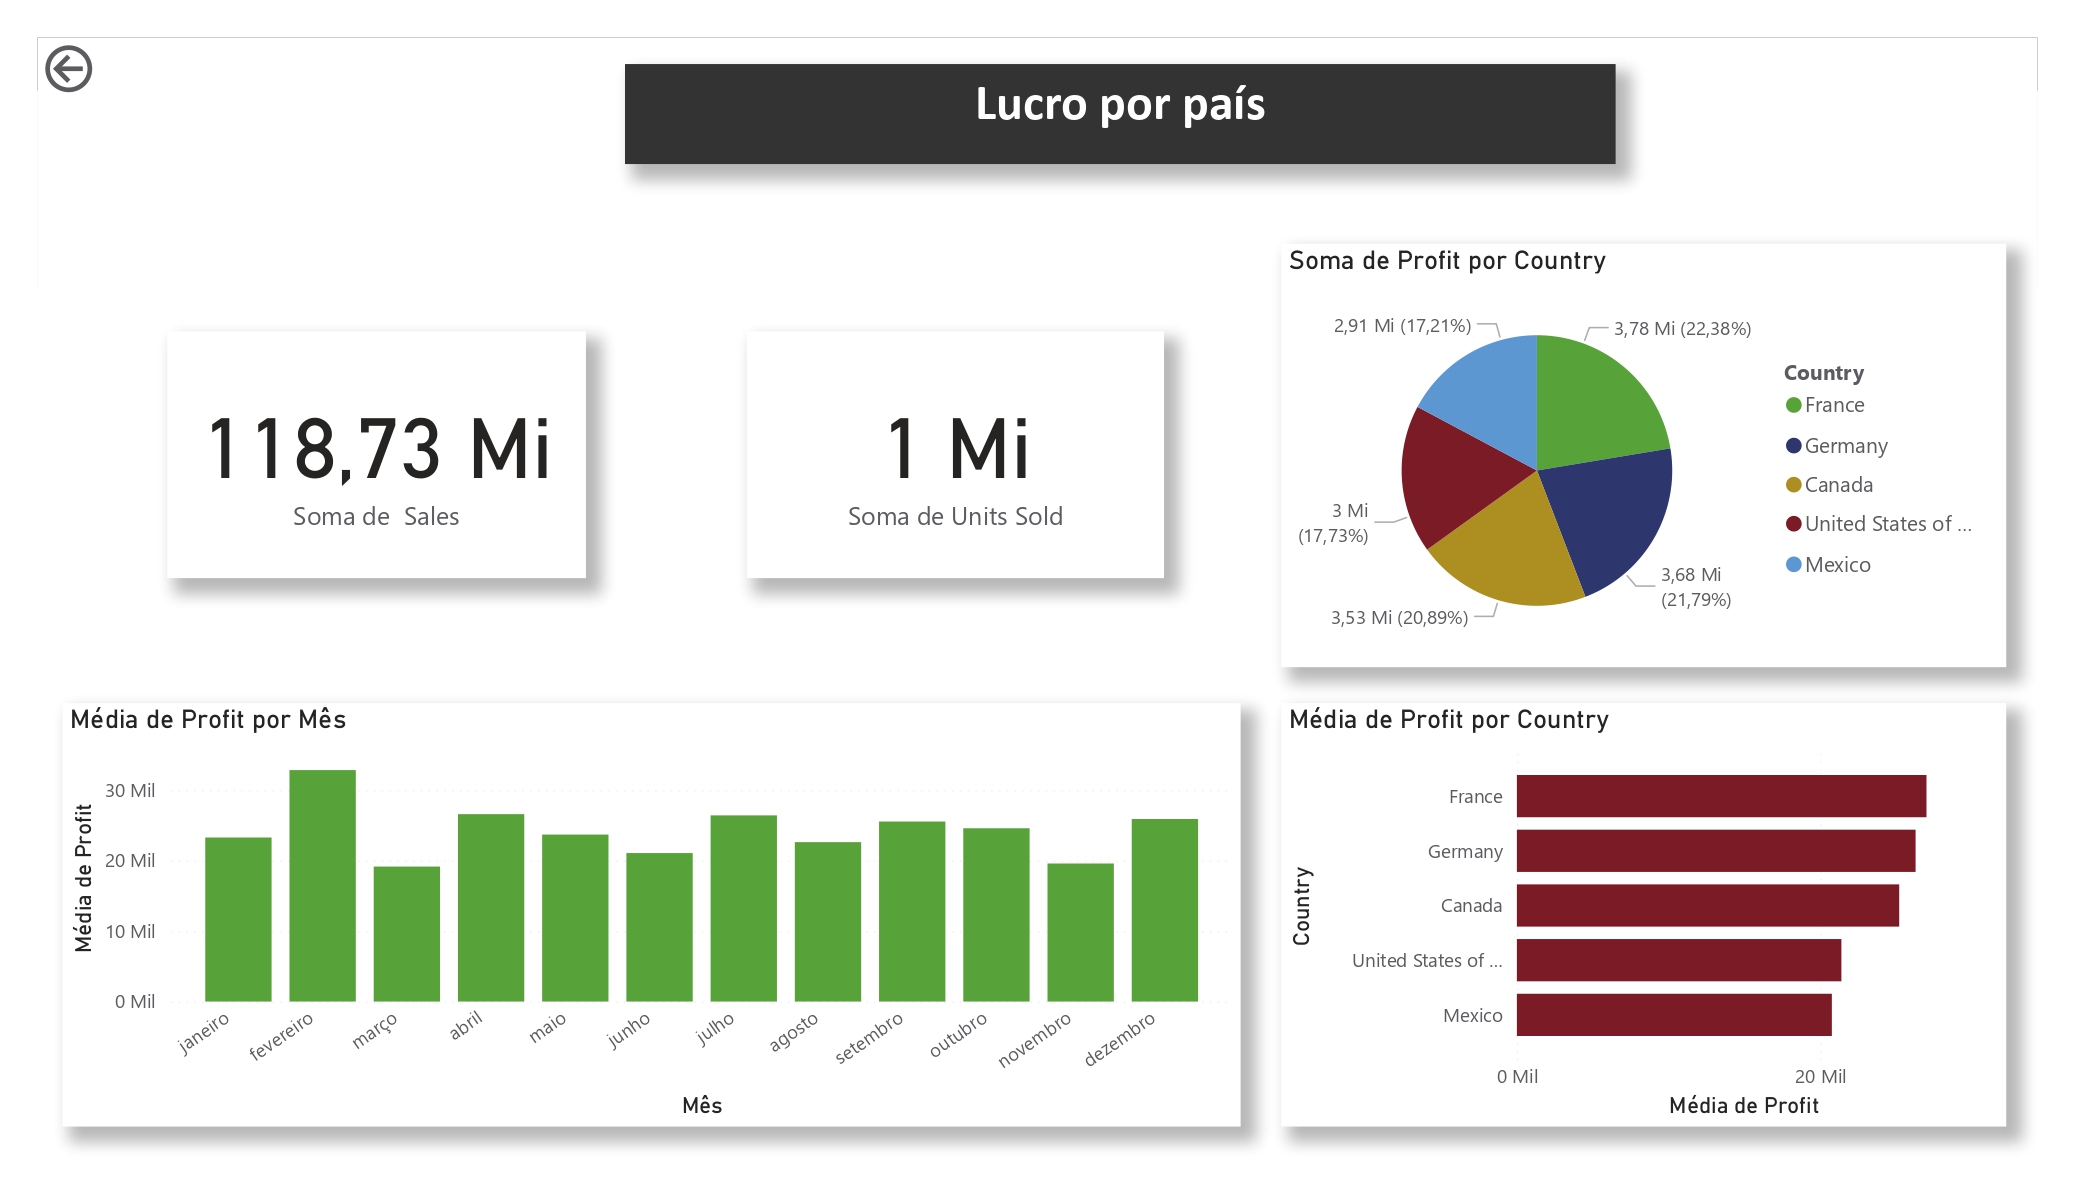 Lucro por país
118,73 Mi
Soma de  Sales
1 Mi
Soma de Units Sold
Soma de Profit por Country
2,91 Mi (17,21%)
3,78 Mi (22,38%)
3 Mi
(17,73%)
3,68 Mi
(21,79%)
3,53 Mi (20,89%)
Country
France
Germany
Canada
United States of ...
Mexico
Média de Profit por Mês
Média de Profit
30 Mil
20 Mil
10 Mil
0 Mil
janeiro
fevereiro
março
abril
maio
junho
julho
agosto
setembro
outubro
novembro
dezembro
Mês
Média de Profit por Country
Country
France
Germany
Canada
United States of ...
Mexico
0 Mil
20 Mil
Média de Profit